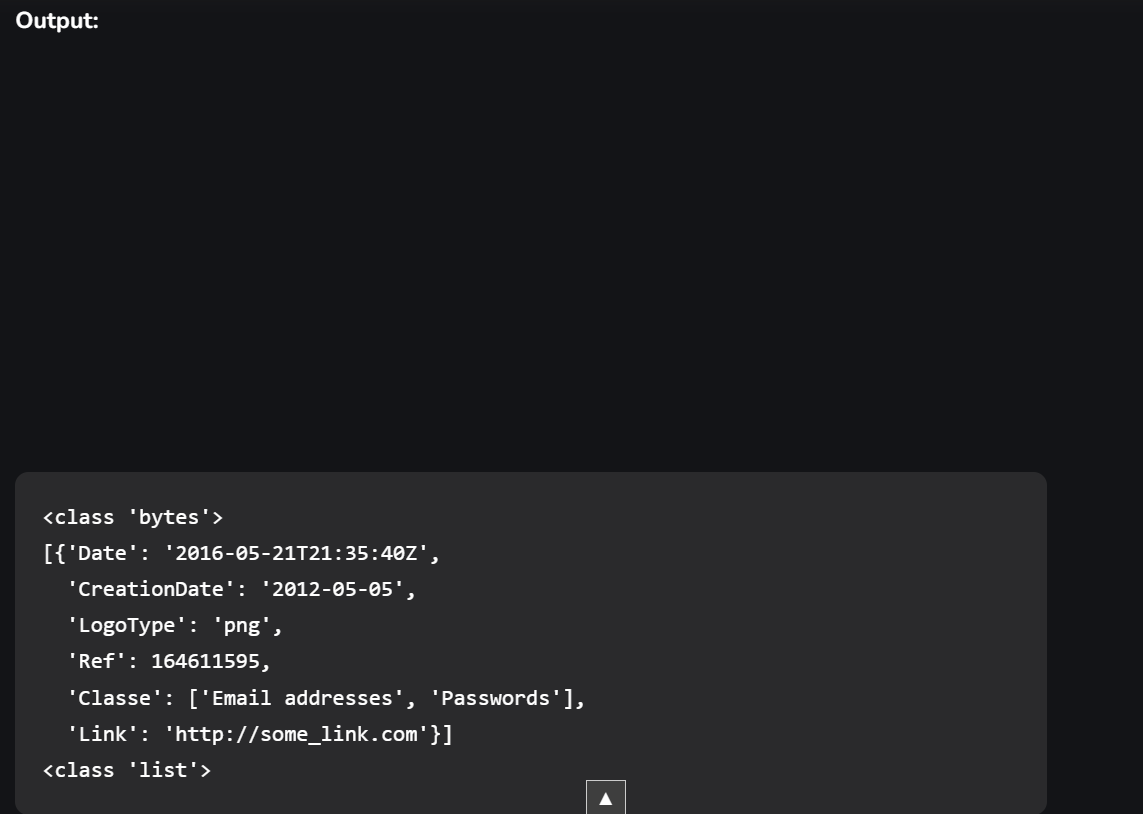 Output:
<class 'bytes'>
[{'Date': '2016-05-21T21:35:40Z',
  'CreationDate': '2012-05-05',
  'LogoType': 'png',
  'Ref': 164611595,
  'Classe': ['Email addresses', 'Passwords'],
  'Link': 'http://some_link.com'}]
<class 'list'>